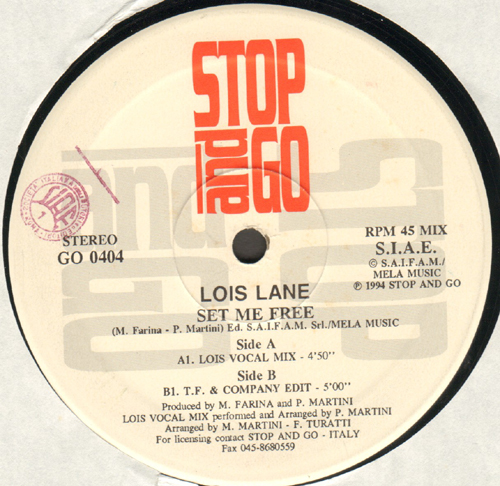 STOP
and
GO
STEREO
GO 0404
RPM 45 MIX
S.I.A.E.
© S.A.I.F.A.M./
MELA MUSIC
℗ 1994 STOP AND GO
LOIS LANE
SET ME FREE
(M. Farina - P. Martini) Ed. S.A.I.F.A.M. Srl./MELA MUSIC
Side A
A1. LOIS VOCAL MIX - 4'50''
Side B
B1. T.F. & COMPANY EDIT - 5'00''
Produced by M. FARINA and P. MARTINI
LOIS VOCAL MIX performed and Arranged by P. MARTINI
Arranged by M. MARTINI - F. TURATTI
For licensing contact STOP AND GO - ITALY
Fax 045-8680559